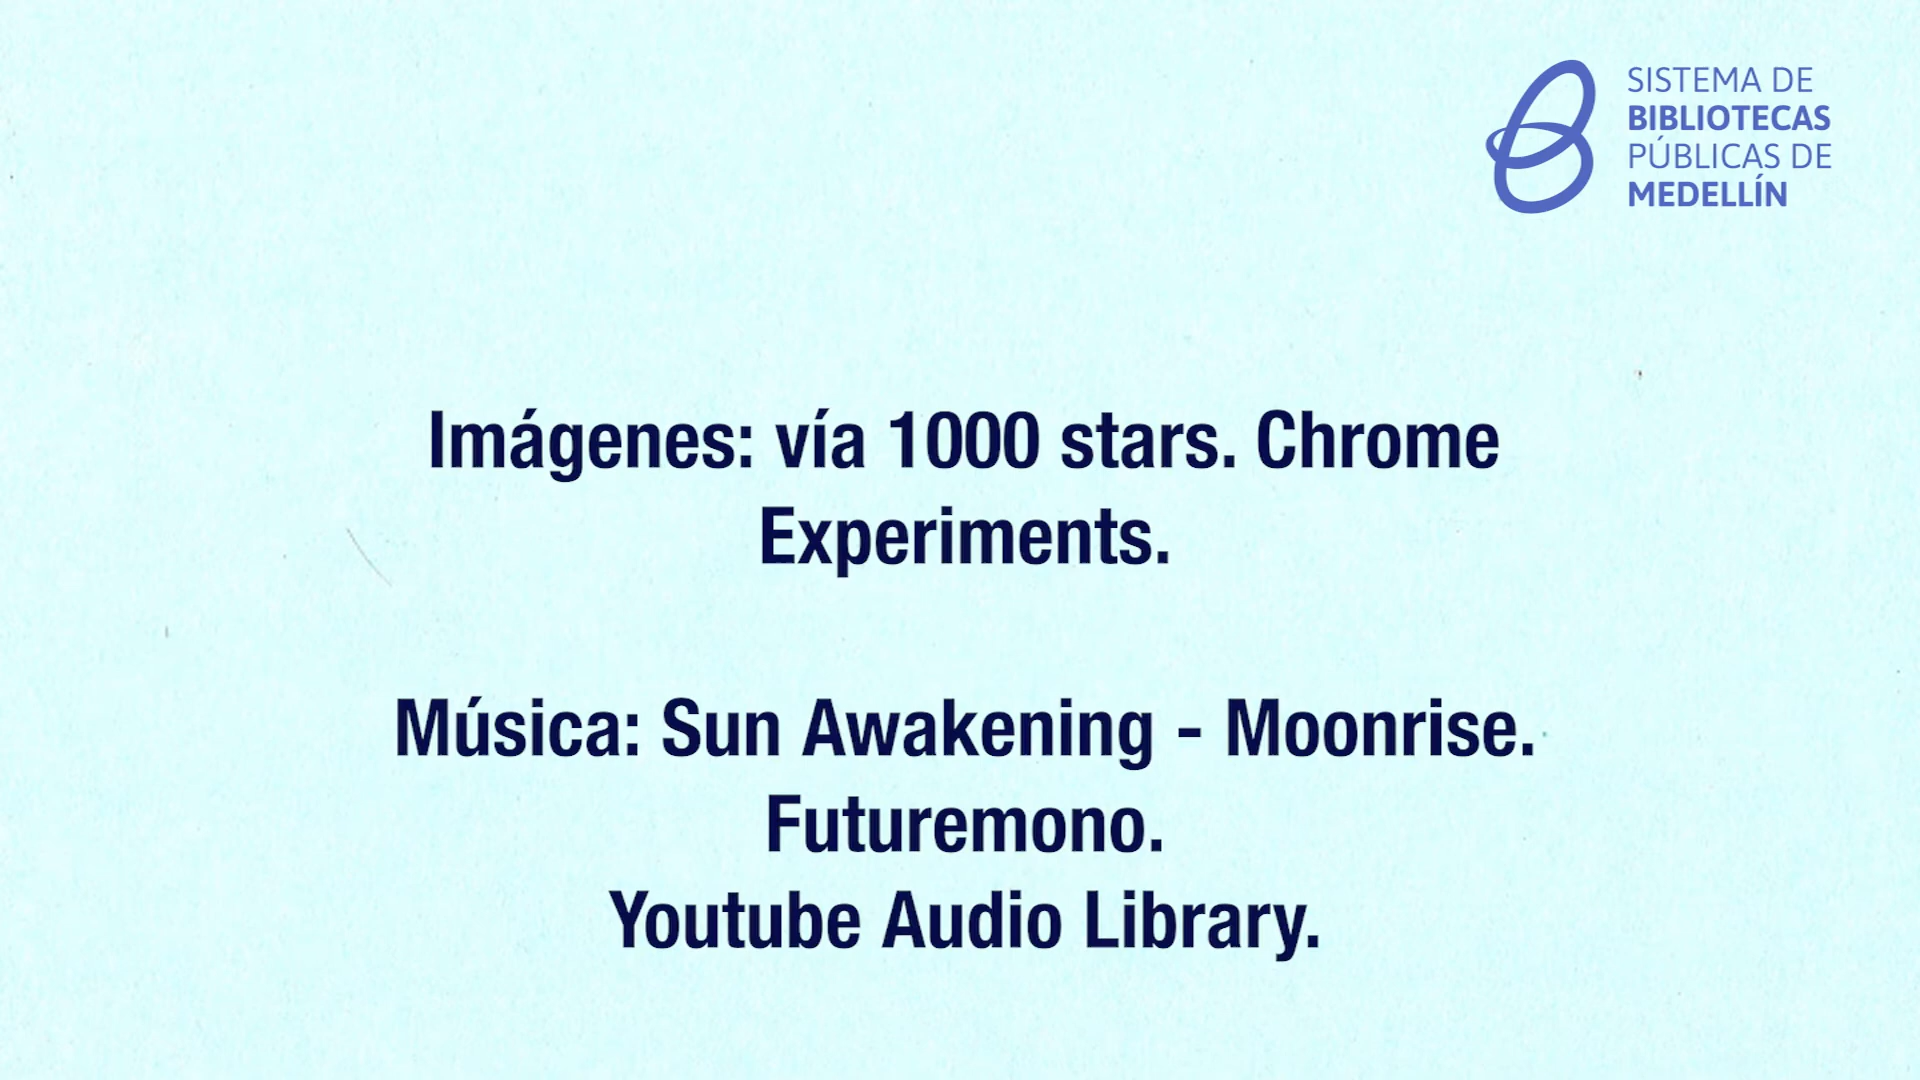 SISTEMA DE
BIBLIOTECAS
PÚBLICAS DE
MEDELLÍN
Imágenes: vía 1000 stars. Chrome
Experiments.
Música: Sun Awakening - Moonrise.
Futuremono.
Youtube Audio Library.